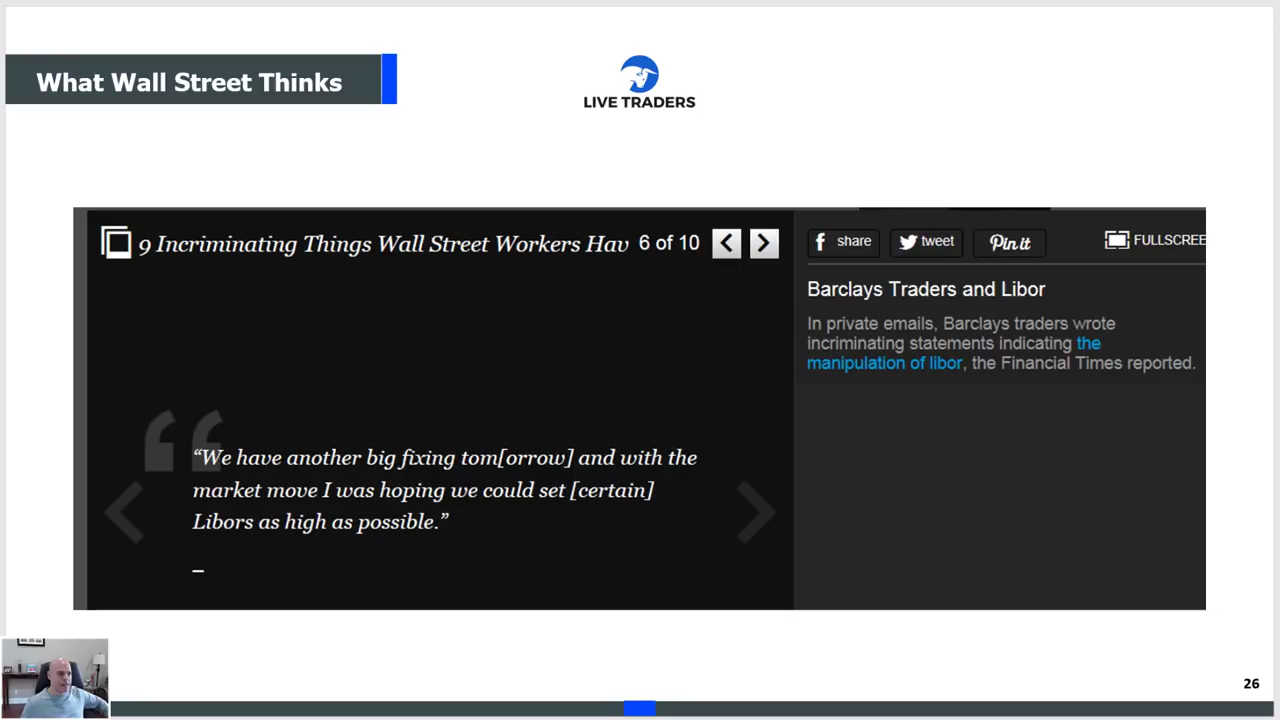 What Wall Street Thinks
LIVE TRADERS
9 Incriminating Things Wall Street Workers Hav
6 of 10
share
tweet
Pin it
FULLSCREE
Barclays Traders and Libor
In private emails, Barclays traders wrote
incriminating statements indicating the
manipulation of libor, the Financial Times reported.
“We have another big fixing tom[orrow] and with the
market move I was hoping we could set [certain]
Libors as high as possible.”
–
26